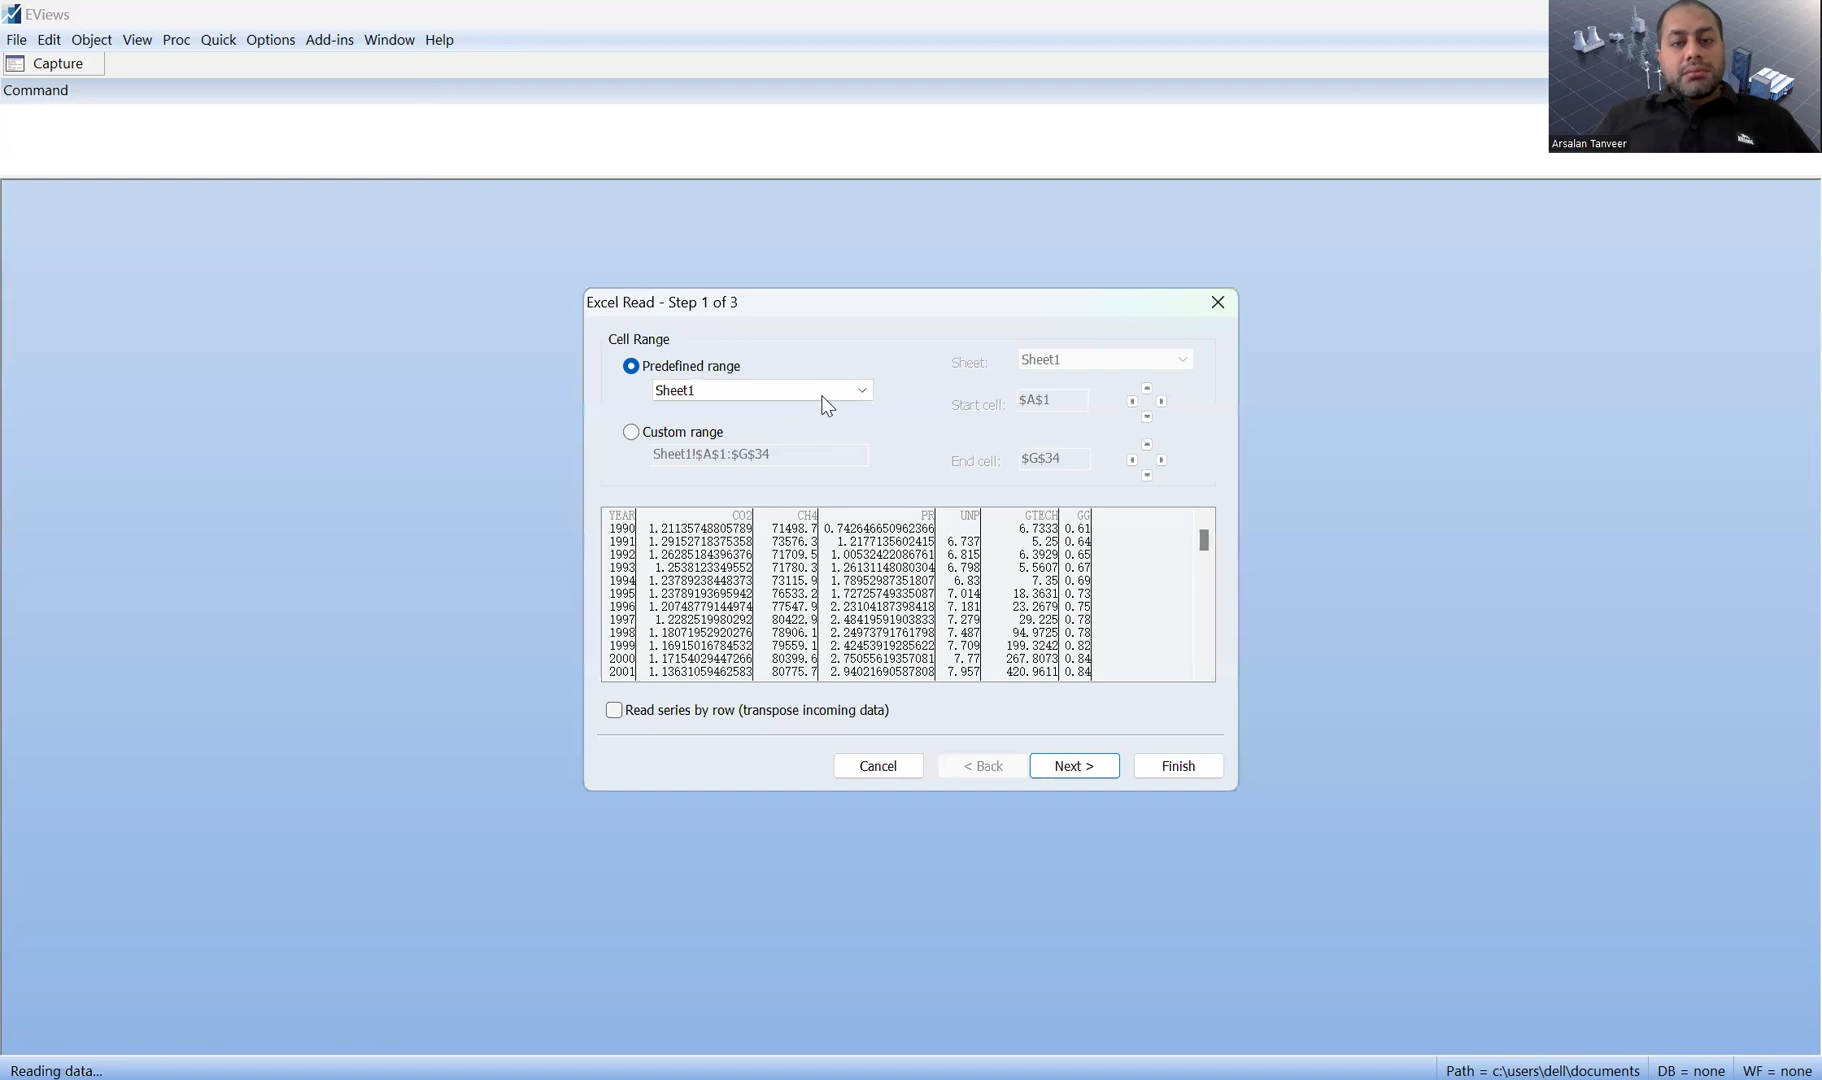 EViews
File Edit Object View Proc Quick Options Add-ins Window Help
Capture
Command
Arsalan Tanveer
Excel Read - Step 1 of 3
Cell Range
Predefined range
Sheet1
Custom range
Sheet1!$A$1:$G$34
Sheet: Sheet1
Start cell: $A$1
End cell: $G$34
YEAR CO2 CH4 PR UNP GTECH GG
1990 1.21135748805789 71498.7 0.742646650962366 6.7333 0.61
1991 1.29152718375358 73576.3 1.2177135602415 6.737 5.25 0.64
1992 1.26285184396376 71709.5 1.00532422086761 6.815 6.3929 0.65
1993 1.2538123349552 71780.3 1.26131148080304 6.798 5.5607 0.67
1994 1.23789238448373 73115.9 1.78952987351807 6.83 7.35 0.69
1995 1.23789193695942 76533.2 1.72725749335087 7.014 18.3631 0.73
1996 1.20748779144974 77547.9 2.23104187398418 7.181 23.2679 0.75
1997 1.2282519980292 80422.9 2.48419591903833 7.279 29.225 0.78
1998 1.18071952920276 78906.1 2.24973791761798 7.487 94.9725 0.78
1999 1.16915016784532 79559.1 2.42453919285622 7.709 199.3242 0.82
2000 1.17154029447266 80399.6 2.75055619357081 7.77 267.8073 0.84
2001 1.13631059462583 80775.7 2.94021690587808 7.957 420.9611 0.84
Read series by row (transpose incoming data)
Cancel < Back Next > Finish
Reading data... Path = c:\users\dell\documents DB = none WF = none